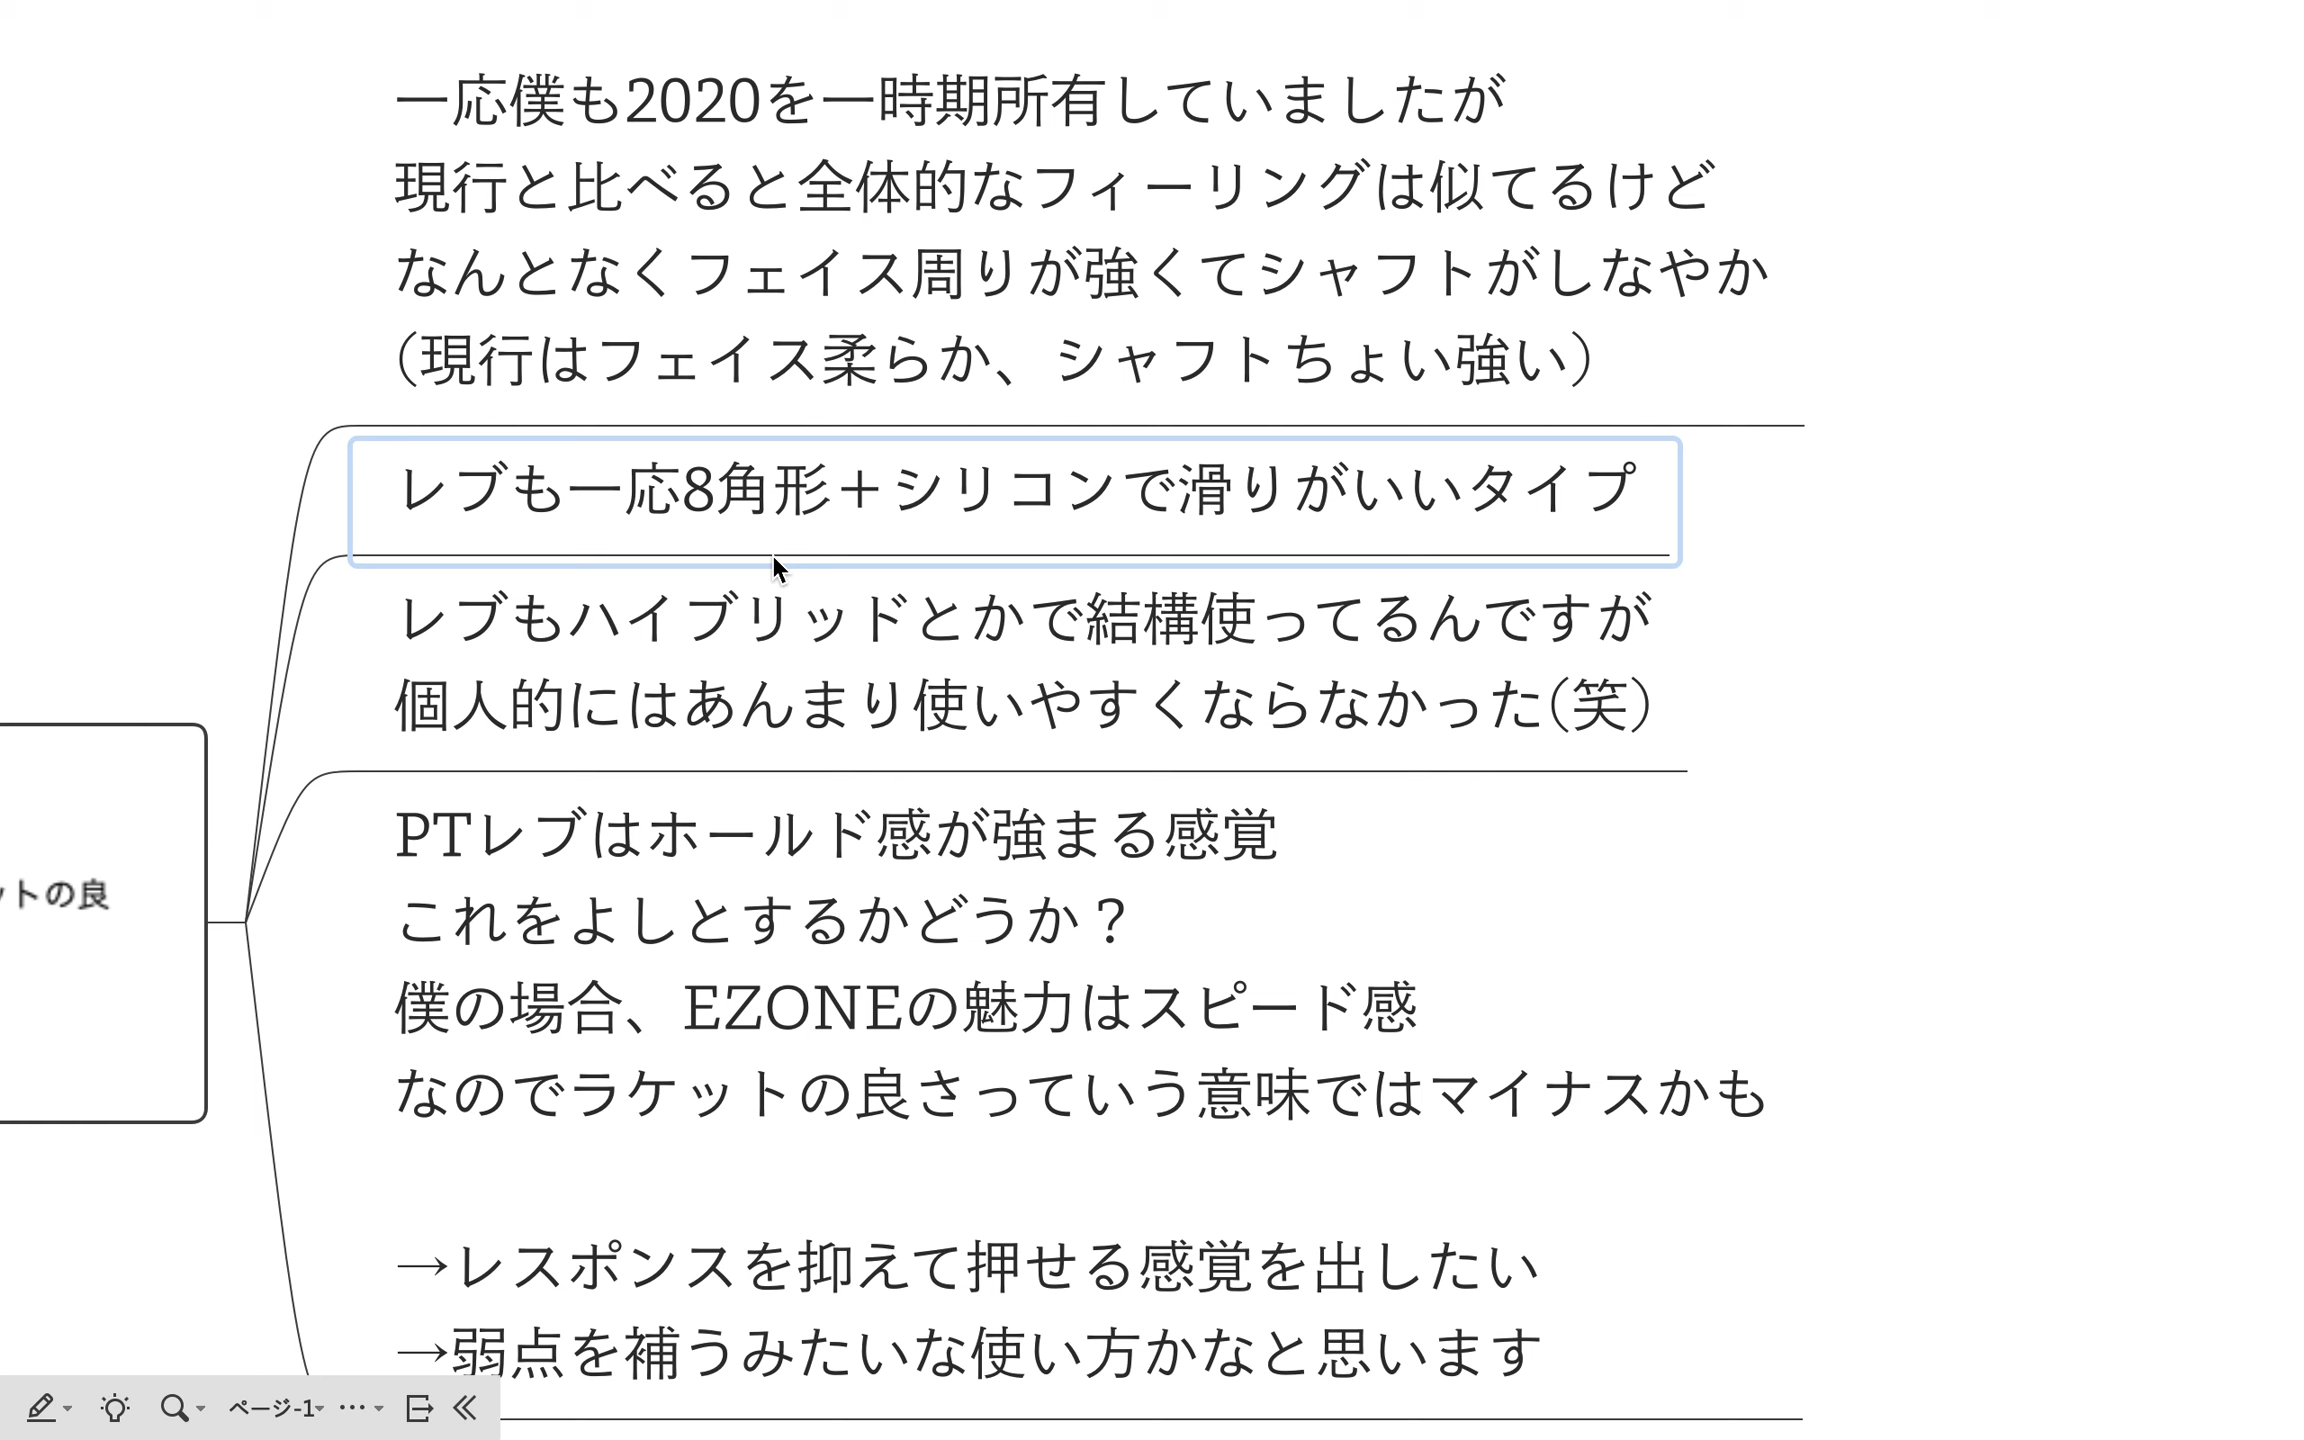 一応僕も2020を一時期所有していましたが
現行と比べると全体的なフィーリングは似てるけど
なんとなくフェイス周りが強くてシャフトがしなやか
（現行はフェイス柔らか、シャフトちょい強い）
レブも一応8角形＋シリコンで滑りがいいタイプ
レブもハイブリッドとかで結構使ってるんですが
個人的にはあんまり使いやすくならなかった（笑）
PTレブはホールド感が強まる感覚
これをよしとするかどうか？
僕の場合、EZONEの魅力はスピード感
なのでラケットの良さっていう意味ではマイナスかも
→レスポンスを抑えて押せる感覚を出したい
→弱点を補うみたいな使い方かなと思います
ットの良
ページ-1